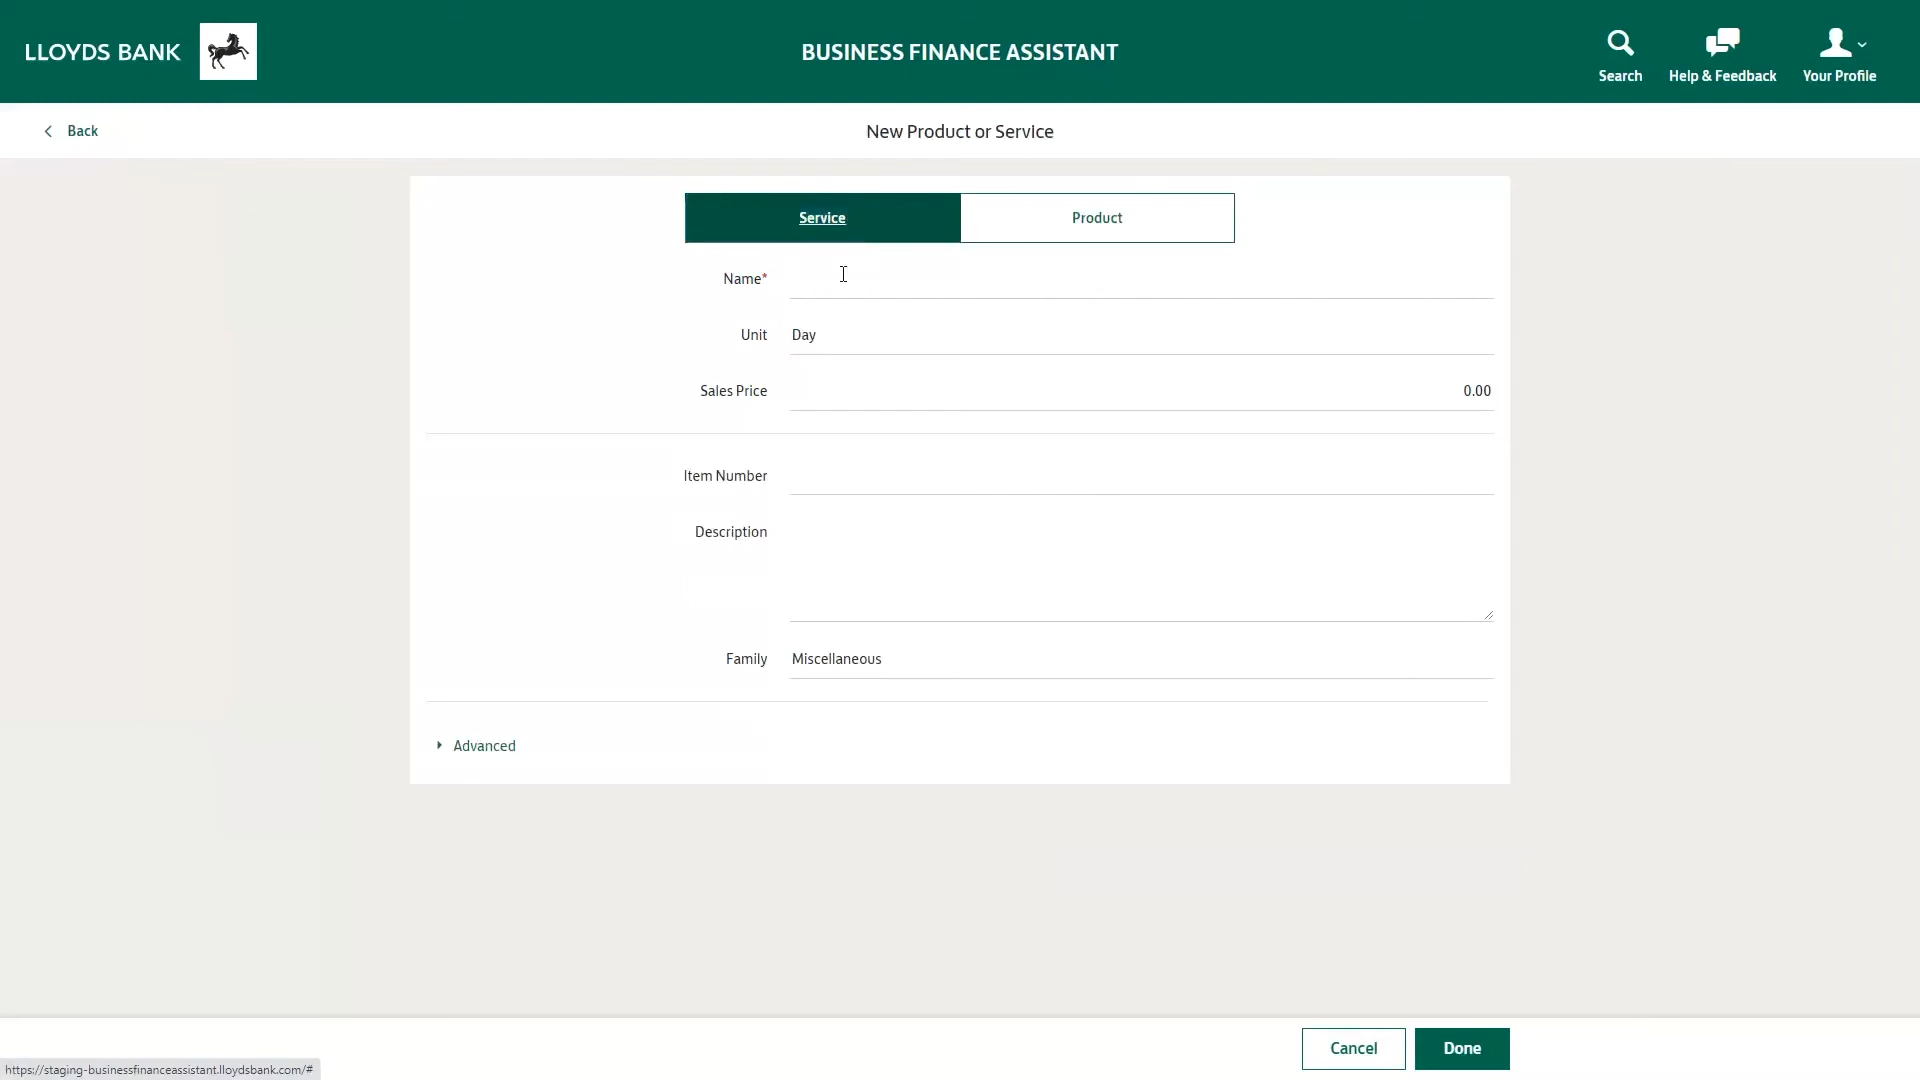 LLOYDS BANK
BUSINESS FINANCE ASSISTANT
Search
Help & Feedback
Your Profile
Back
New Product or Service
Service
Product
Name*
Unit
Day
Sales Price
0.00
Item Number
Description
Family
Miscellaneous
Advanced
Cancel
Done
https://staging-businessfinanceassistant.lloydsbank.com/#